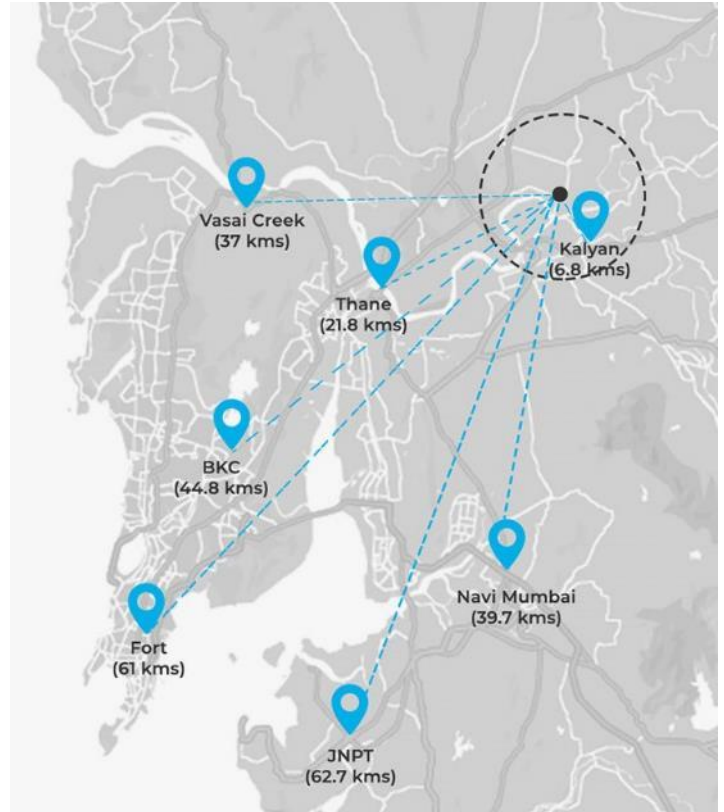 Vasai Creek
(37 kms)
Kalyan
(6.8 kms)
Thane
(21.8 kms)
BKC
(44.8 kms)
Navi Mumbai
(39.7 kms)
Fort
(61 kms)
JNPT
(62.7 kms)